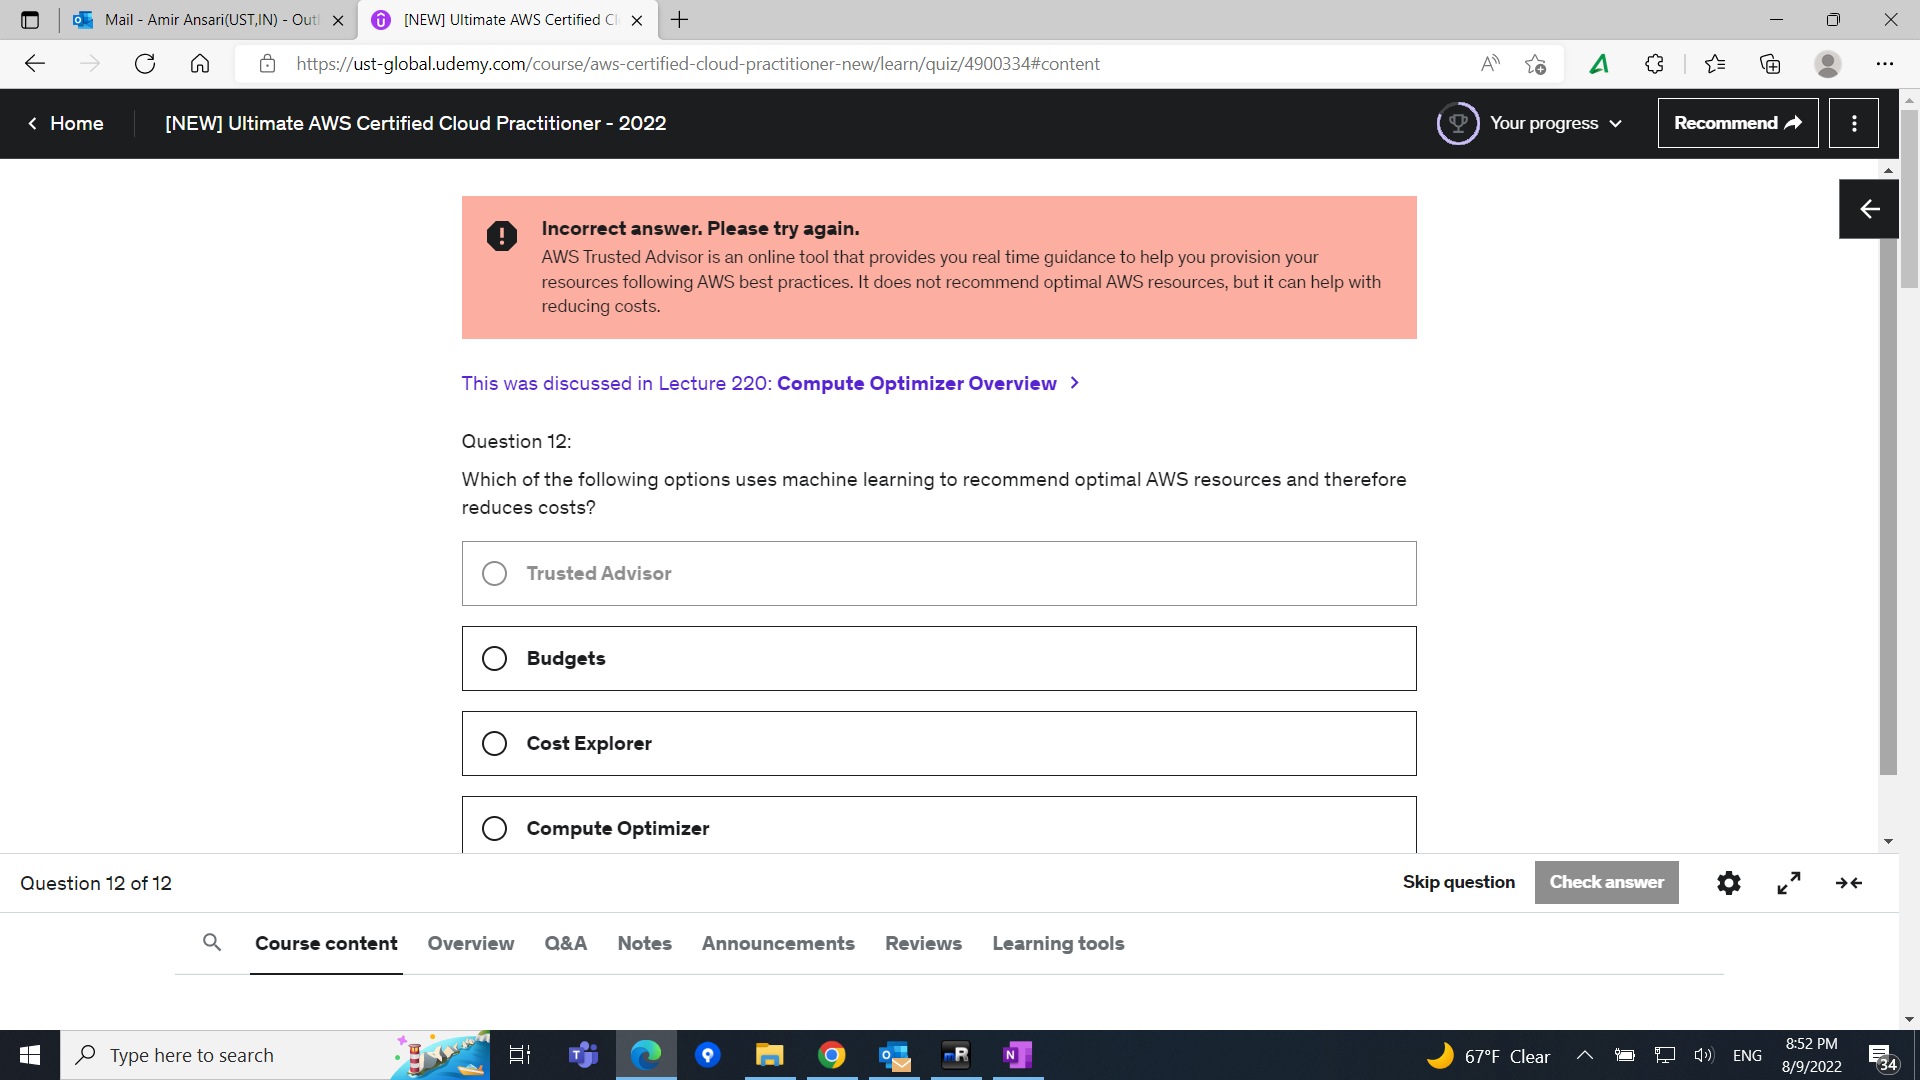 Mail - Amir Ansari(UST,IN) - Outl
[NEW] Ultimate AWS Certified Cl
https://ust-global.udemy.com/course/aws-certified-cloud-practitioner-new/learn/quiz/4900334#content
Home
[NEW] Ultimate AWS Certified Cloud Practitioner - 2022
Your progress
Recommend
Incorrect answer. Please try again.
AWS Trusted Advisor is an online tool that provides you real time guidance to help you provision your
resources following AWS best practices. It does not recommend optimal AWS resources, but it can help with
reducing costs.
This was discussed in Lecture 220: Compute Optimizer Overview
Question 12:
Which of the following options uses machine learning to recommend optimal AWS resources and therefore
reduces costs?
Trusted Advisor
Budgets
Cost Explorer
Compute Optimizer
Question 12 of 12
Skip question
Check answer
Course content
Overview
Q&A
Notes
Announcements
Reviews
Learning tools
Type here to search
67°F Clear
ENG
8:52 PM
8/9/2022
34